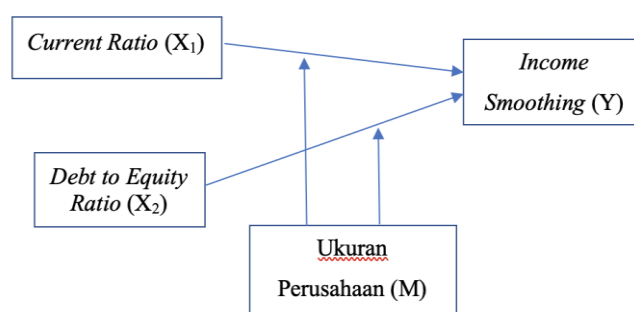 Current Ratio (X₁)
Income
Smoothing (Y)
Debt to Equity
Ratio (X₂)
Ukuran
Perusahaan (M)